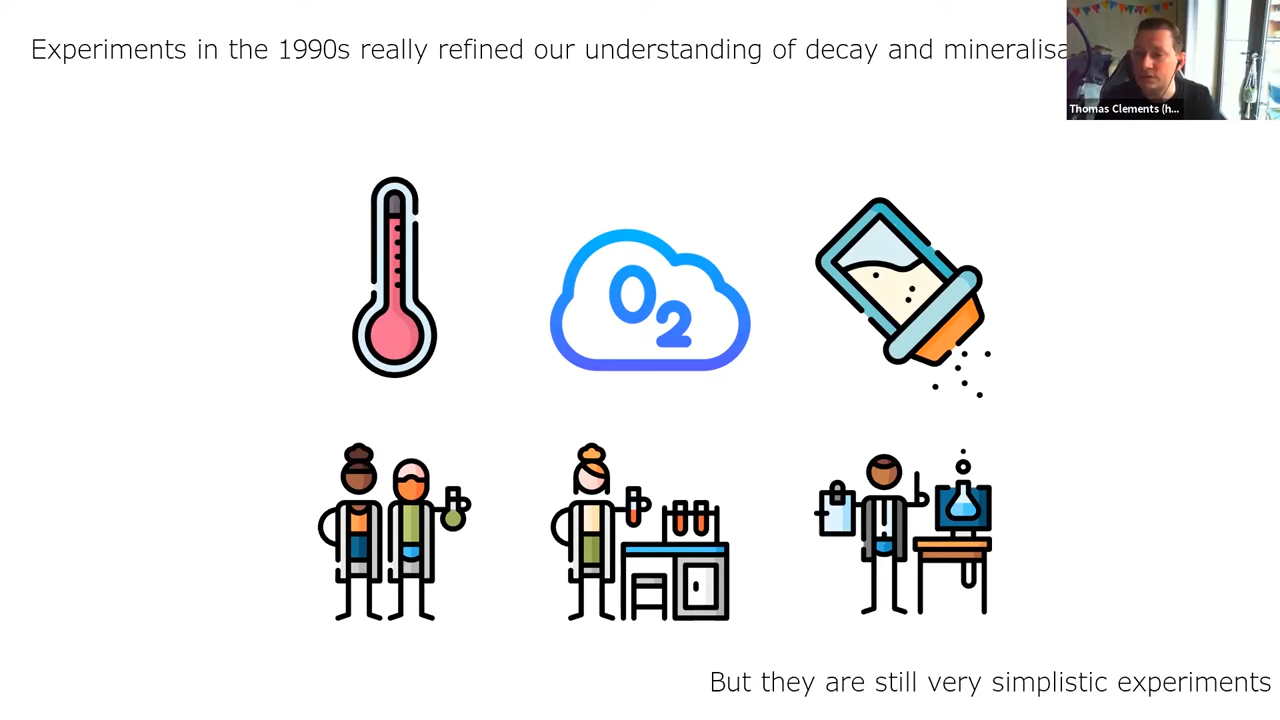 Experiments in the 1990s really refined our understanding of decay and mineralisa
Thomas Clements (h...
O2
But they are still very simplistic experiments